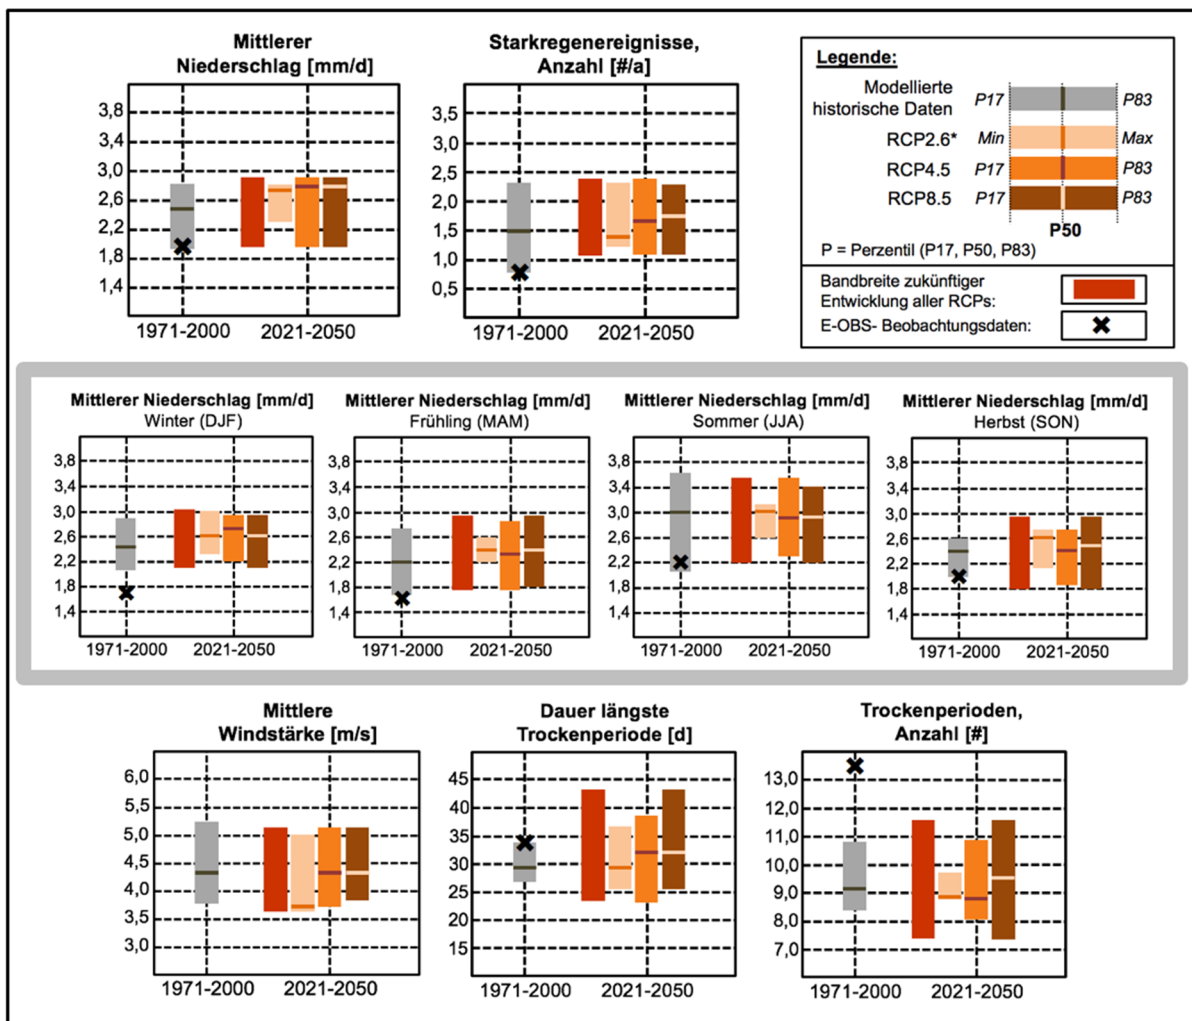 Mittlerer
Niederschlag [mm/d]
3,8
3,4
3,0
2,6
2,2
1,8
1,4
1971-2000
2021-2050
Starkregenereignisse,
Anzahl [#/a]
3,5
3,0
2,5
2,0
1,5
1,0
0,5
1971-2000
2021-2050
Legende:
Modellierte
historische Daten
P17
P83
RCP2.6*
Min
Max
RCP4.5
P17
P83
RCP8.5
P17
P83
P50
P = Perzentil (P17, P50, P83)
Bandbreite zukünftiger
Entwicklung aller RCPs:
E-OBS- Beobachtungsdaten:
Mittlerer Niederschlag [mm/d]
Winter (DJF)
3,8
3,4
3,0
2,6
2,2
1,8
1,4
1971-2000
2021-2050
Mittlerer Niederschlag [mm/d]
Frühling (MAM)
3,8
3,4
3,0
2,6
2,2
1,8
1,4
1971-2000
2021-2050
Mittlerer Niederschlag [mm/d]
Sommer (JJA)
3,8
3,4
3,0
2,6
2,2
1,8
1,4
1971-2000
2021-2050
Mittlerer Niederschlag [mm/d]
Herbst (SON)
3,8
3,4
3,0
2,6
2,2
1,8
1,4
1971-2000
2021-2050
Mittlere
Windstärke [m/s]
6,0
5,5
5,0
4,5
4,0
3,5
3,0
1971-2000
2021-2050
Dauer längste
Trockenperiode [d]
45
40
35
30
25
20
15
1971-2000
2021-2050
Trockenperioden,
Anzahl [#]
13,0
12,0
11,0
10,0
9,0
8,0
7,0
1971-2000
2021-2050